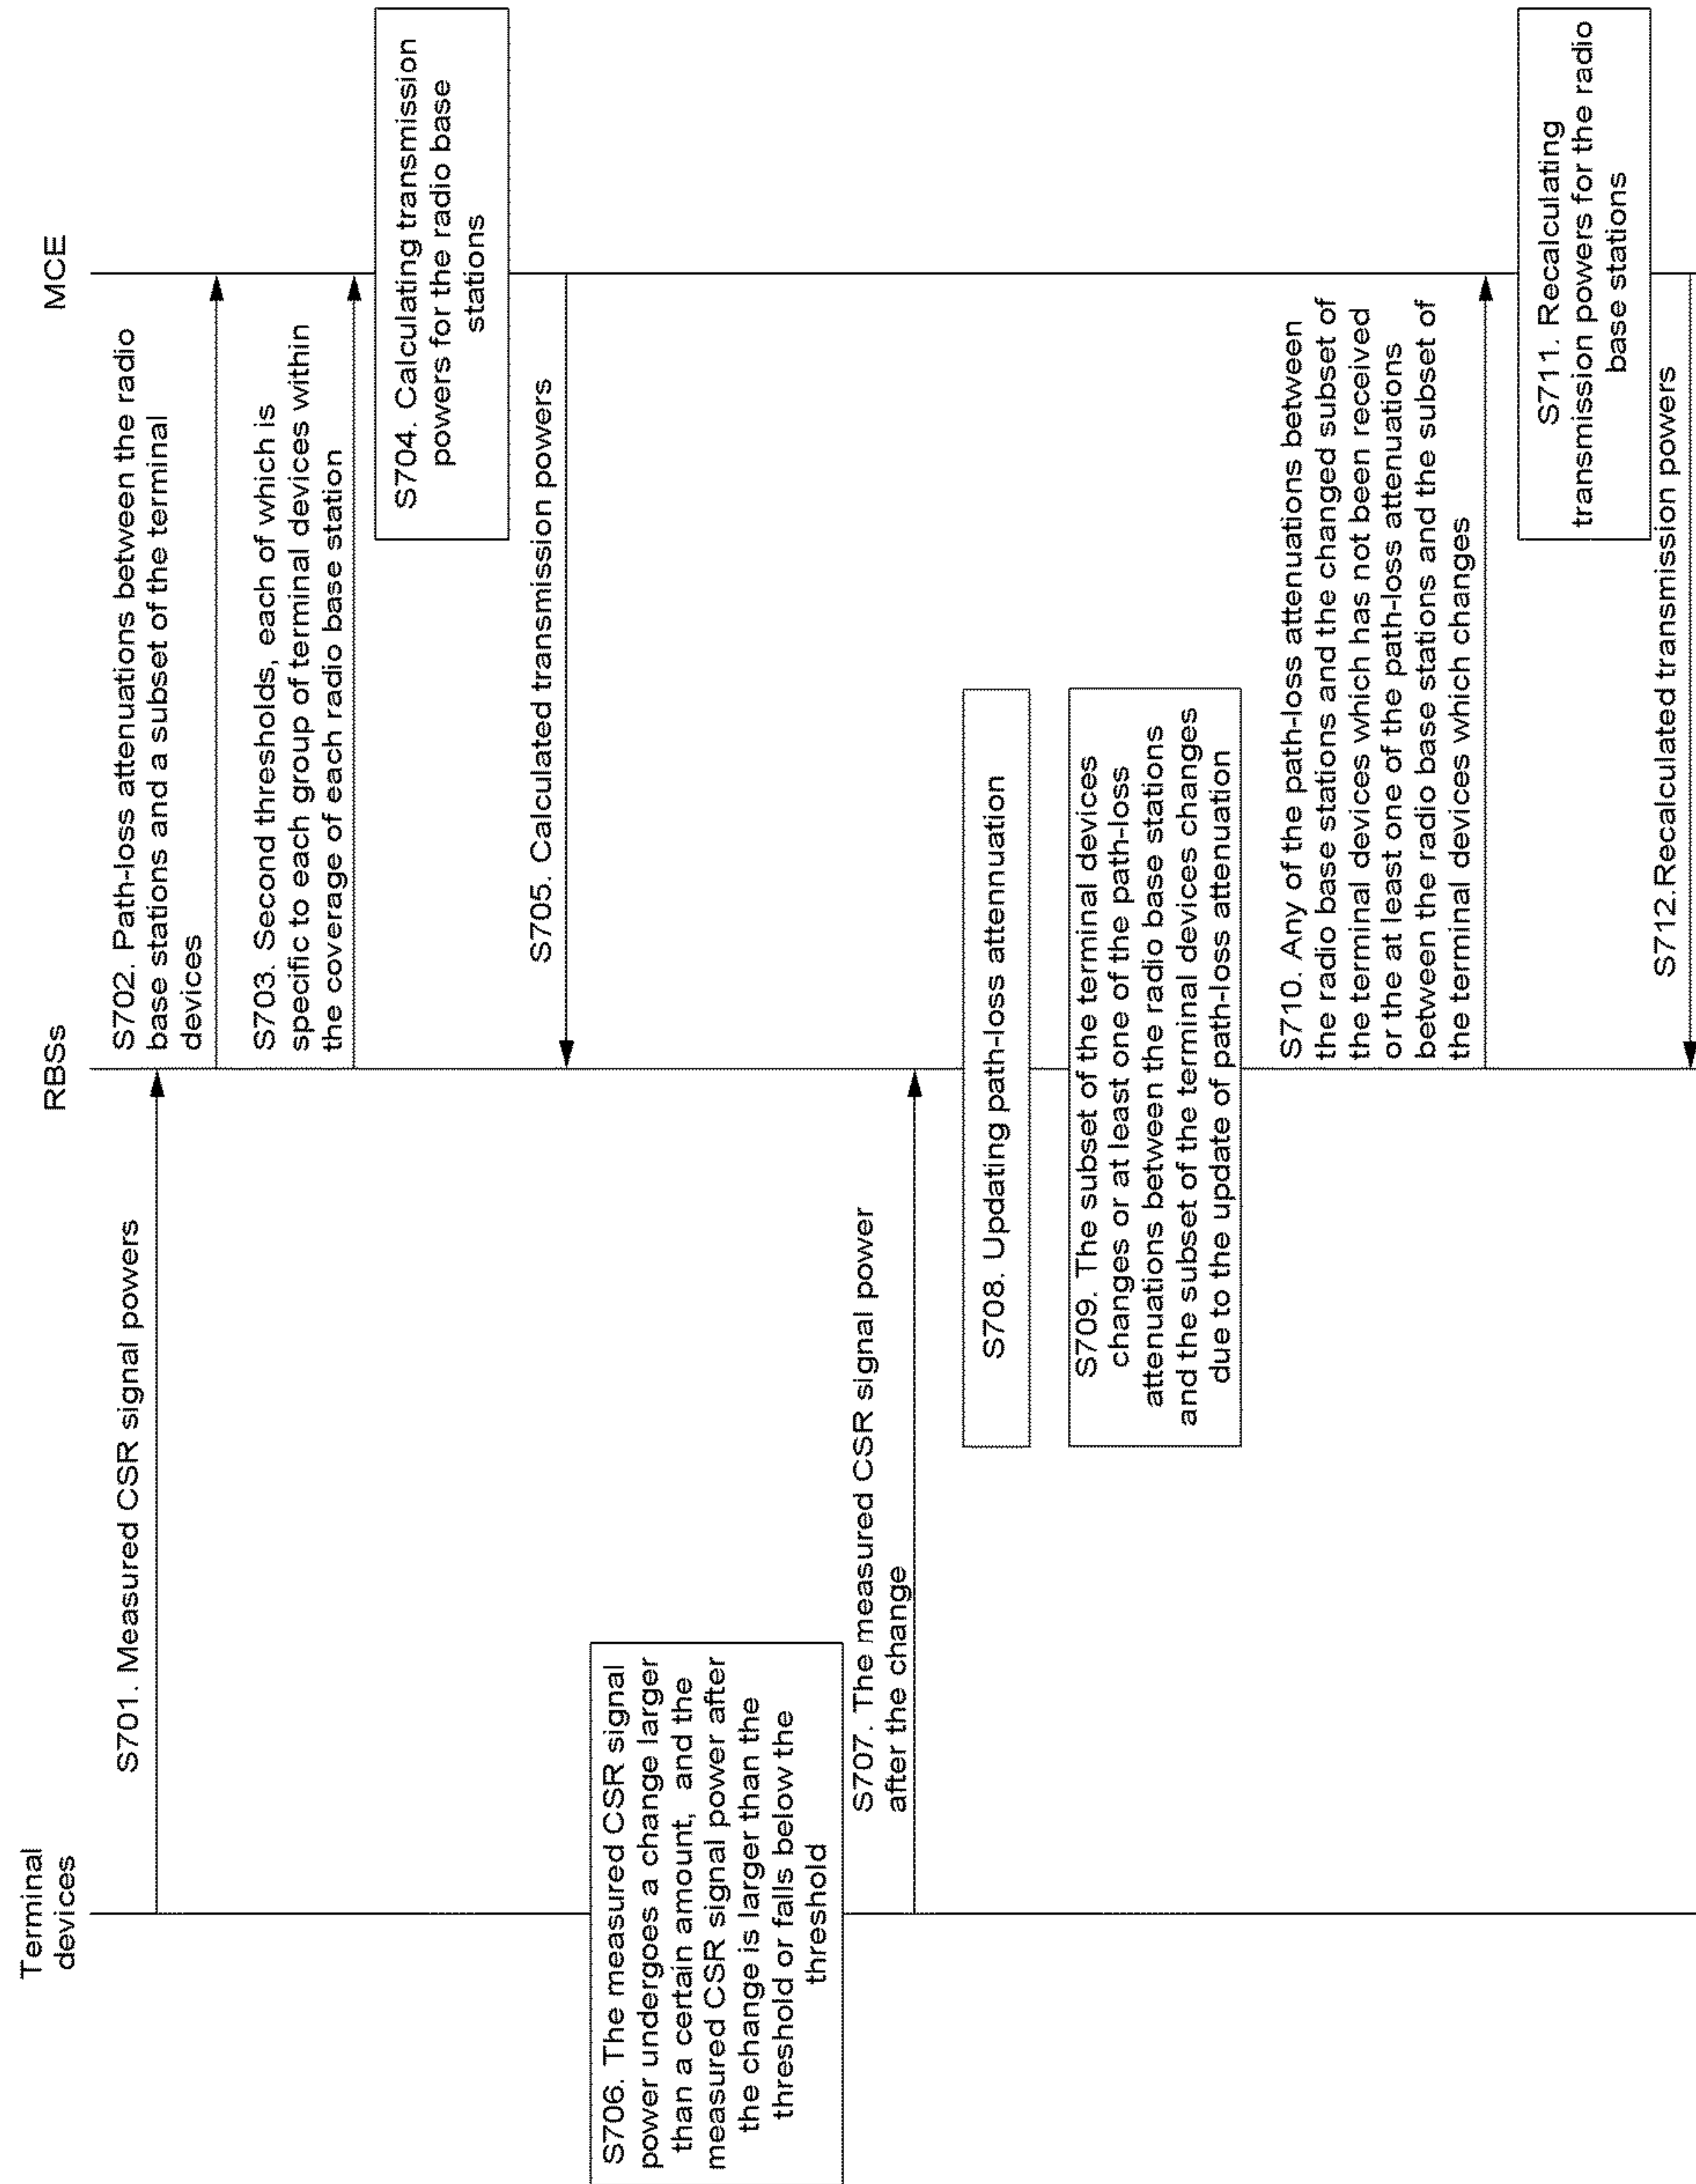 Terminal
devices
RBSs
MCE
S701. Measured CSR signal powers
S702. Path-loss attenuations between the radio
base stations and a subset of the terminal
devices
S703. Second thresholds, each of which is
specific to each group of terminal devices within
the coverage of each radio base station
S704. Calculating transmission
powers for the radio base
stations
S705. Calculated transmission powers
S706. The measured CSR signal
power undergoes a change larger
than a certain amount, and the
measured CSR signal power after
the change is larger than the
threshold or falls below the
threshold
S707. The measured CSR signal power
after the change
S708. Updating path-loss attenuation
S709. The subset of the terminal devices
changes or at least one of the path-loss
attenuations between the radio base stations
and the subset of the terminal devices changes
due to the update of path-loss attenuation
S710. Any of the path-loss attenuations between
the radio base stations and the changed subset of
the terminal devices which has not been received
or the at least one of the path-loss attenuations
between the radio base stations and the subset of
the terminal devices which changes
S711. Recalculating
transmission powers for the radio
base stations
S712.Recalculated transmission powers